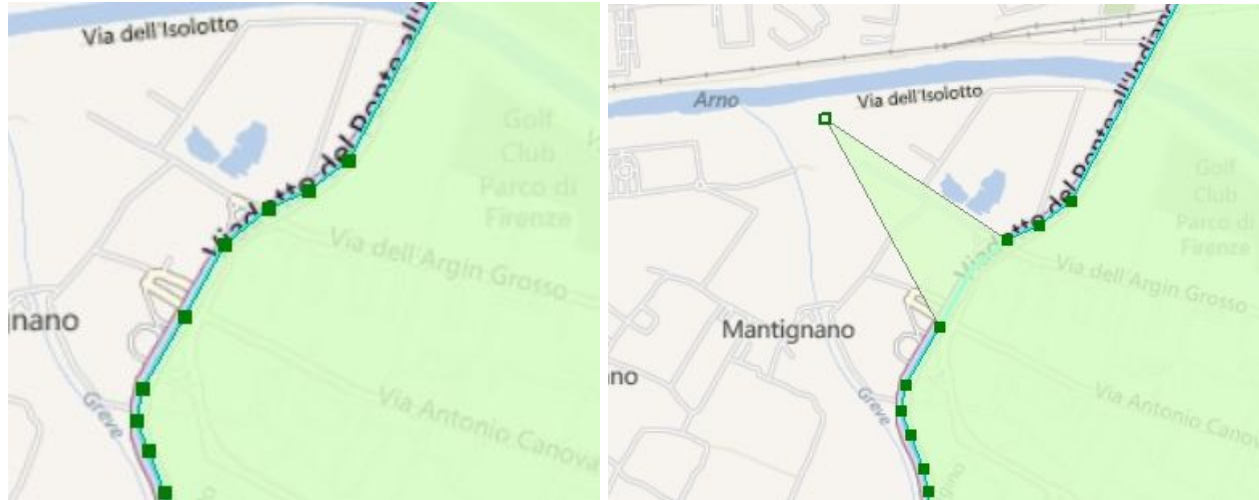 Via dell'Isolotto
Viadotto del Ponte all'
Golf
Club
Parco di
Firenze
Via dell'Argin Grosso
gnano
Greve
Via Antonio Canova
Arno
Via dell'Isolotto
Viadotto del Ponte all'Indiano
Golf
Club
Parco di
Firenze
Via dell'Argin Grosso
Mantignano
no
Greve
Via Antonio Canova